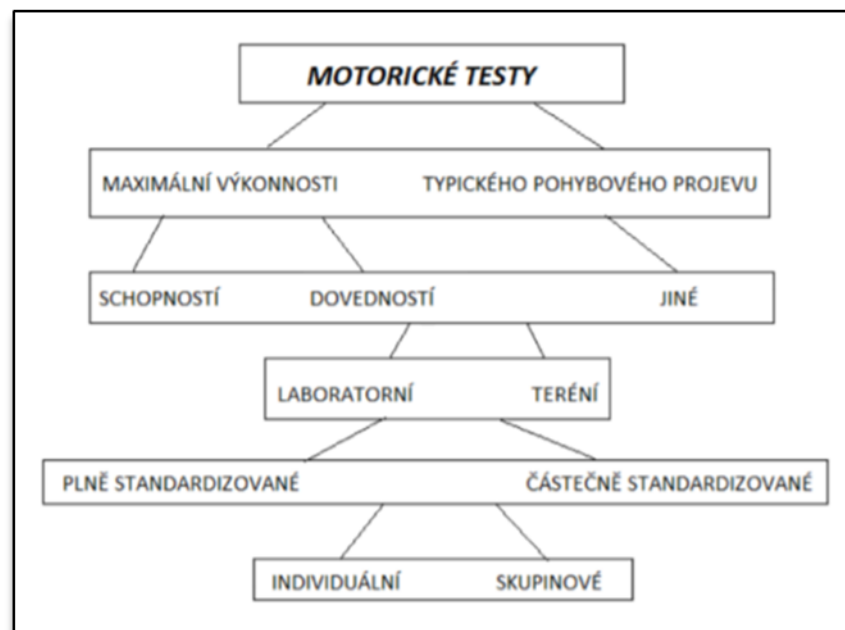 MOTORICKÉ TESTY
MAXIMÁLNÍ VÝKONNOSTI TYPICKÉHO POHYBOVÉHO PROJEVU
SCHOPNOSTÍ DOVEDNOSTÍ JINÉ
LABORATORNÍ TERÉNÍ
PLNĚ STANDARDIZOVANÉ ČÁSTEČNĚ STANDARDIZOVANÉ
INDIVIDUÁLNÍ SKUPINOVÉ